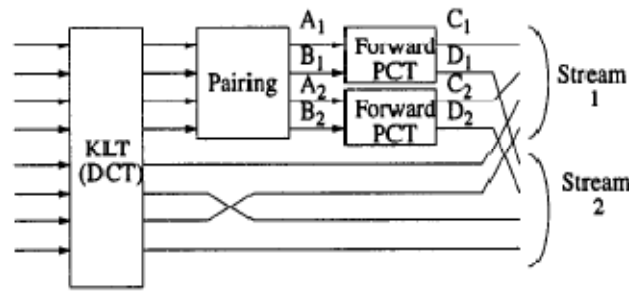 KLT
(DCT)
Pairing
A1
B1
A2
B2
Forward
PCT
Forward
PCT
C1
D1
C2
D2
Stream
1
Stream
2